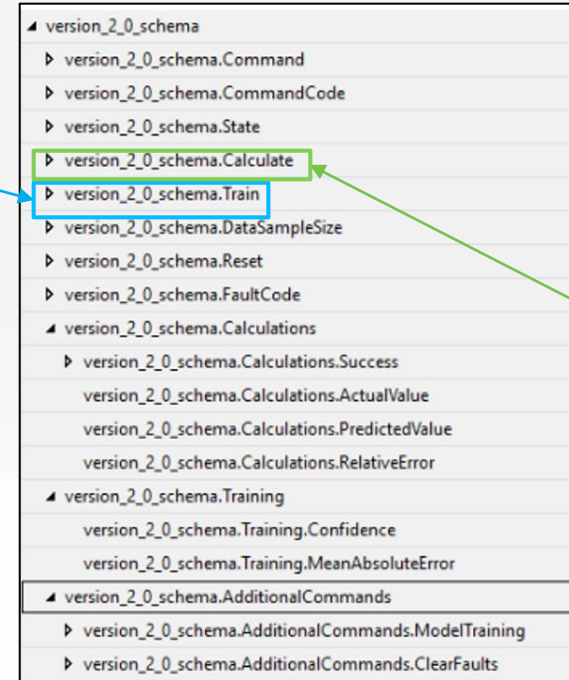 version_2_0_schema
version_2_0_schema.Command
version_2_0_schema.CommandCode
version_2_0_schema.State
version_2_0_schema.Calculate
version_2_0_schema.Train
version_2_0_schema.DataSampleSize
version_2_0_schema.Reset
version_2_0_schema.FaultCode
version_2_0_schema.Calculations
version_2_0_schema.Calculations.Success
version_2_0_schema.Calculations.ActualValue
version_2_0_schema.Calculations.PredictedValue
version_2_0_schema.Calculations.RelativeError
version_2_0_schema.Training
version_2_0_schema.Training.Confidence
version_2_0_schema.Training.MeanAbsoluteError
version_2_0_schema.AdditionalCommands
version_2_0_schema.AdditionalCommands.ModelTraining
version_2_0_schema.AdditionalCommands.ClearFaults